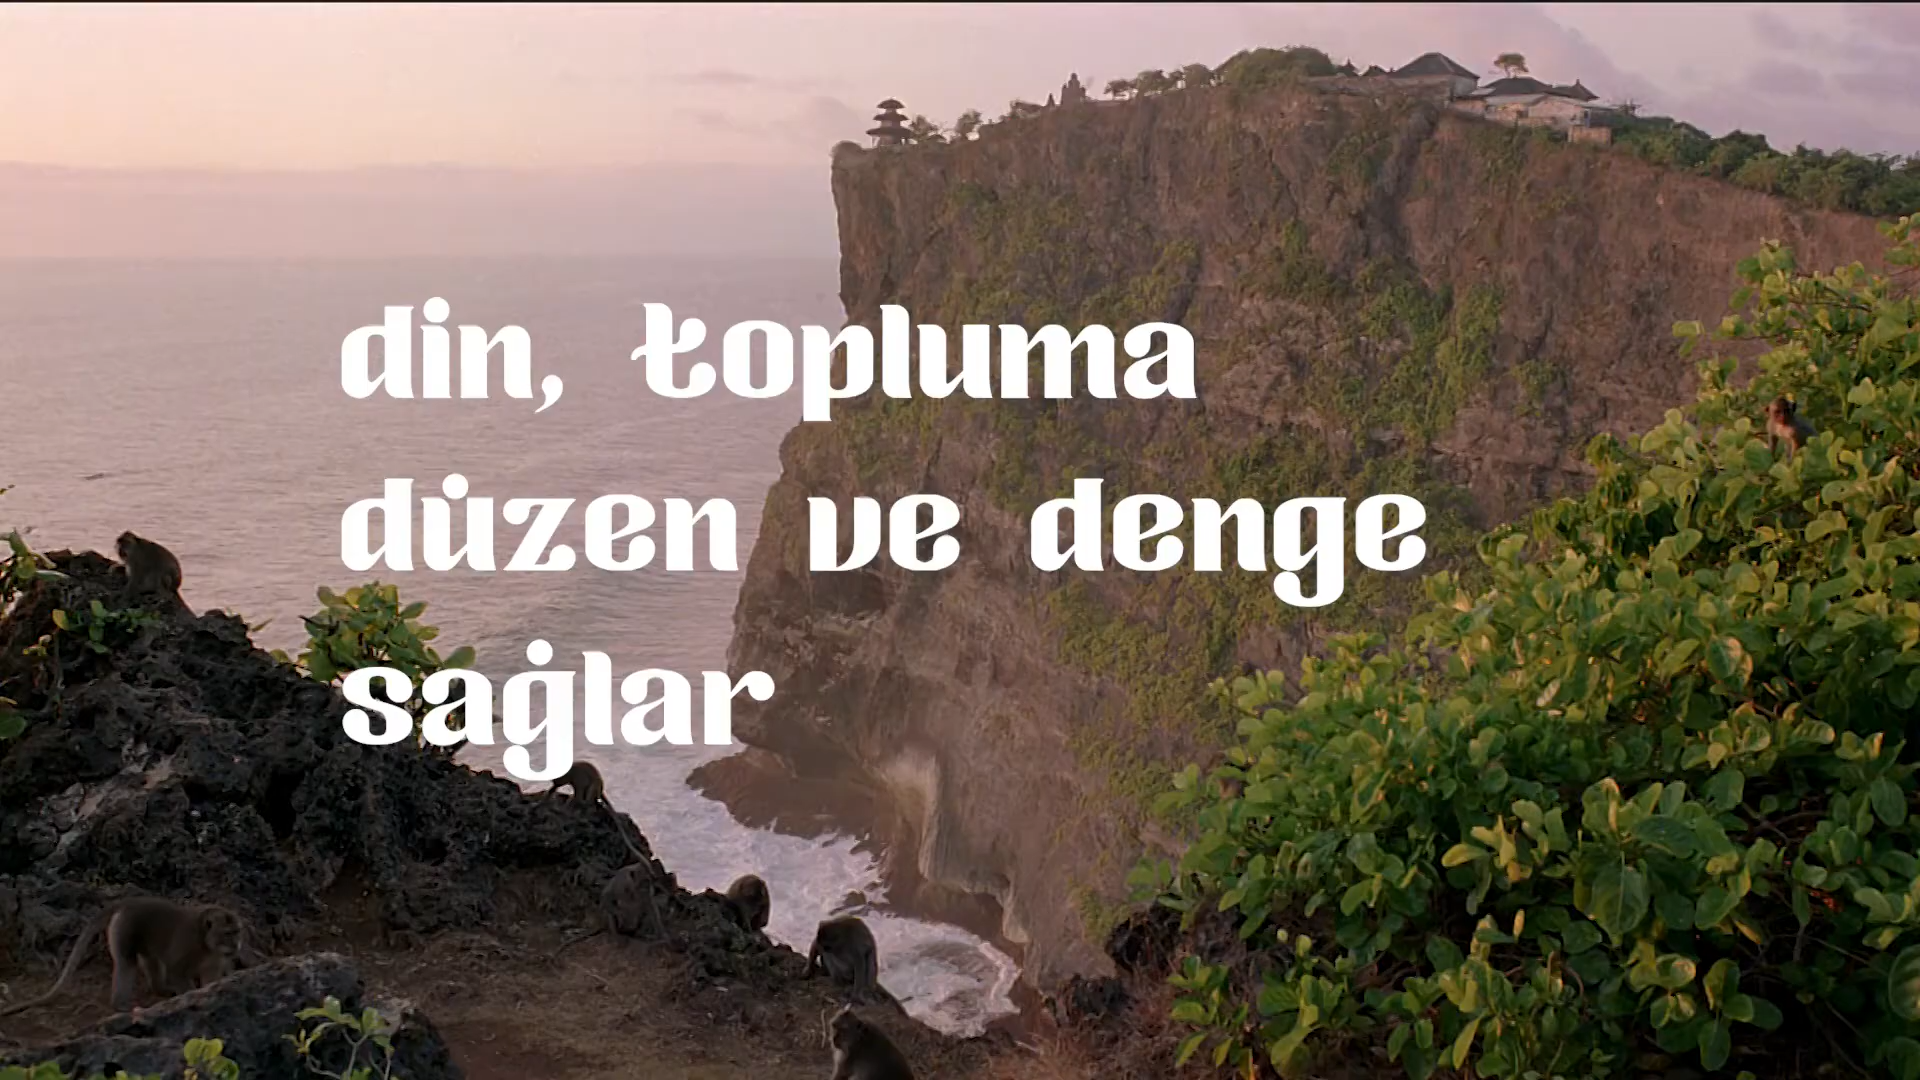 din, topluma
düzen ve denge
sağlar